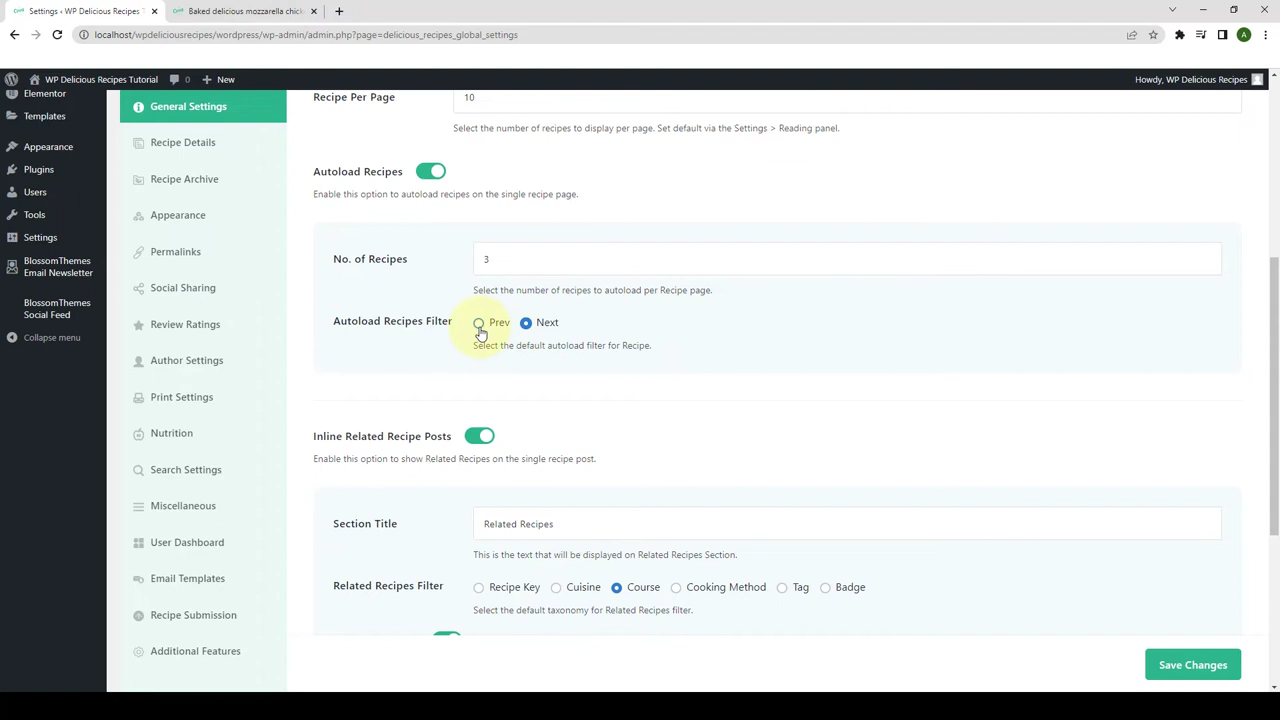 Settings ‹ WP Delicious Recipes T
Baked delicious mozzarella chick
localhost/wpdeliciousrecipes/wordpress/wp-admin/admin.php?page=delicious_recipes_global_settings
A
WP Delicious Recipes Tutorial
0
New
Howdy, WP Delicious Recipes
Elementor
Templates
Appearance
Plugins
Users
Tools
Settings
BlossomThemes
Email Newsletter
BlossomThemes
Social Feed
Collapse menu
General Settings
Recipe Details
Recipe Archive
Appearance
Permalinks
Social Sharing
Review Ratings
Author Settings
Print Settings
Nutrition
Search Settings
Miscellaneous
User Dashboard
Email Templates
Recipe Submission
Additional Features
Recipe Per Page
10
Select the number of recipes to display per page. Set default via the Settings > Reading panel.
Autoload Recipes
Enable this option to autoload recipes on the single recipe page.
No. of Recipes
3
Select the number of recipes to autoload per Recipe page.
Autoload Recipes Filter
Prev Next
Select the default autoload filter for Recipe.
Inline Related Recipe Posts
Enable this option to show Related Recipes on the single recipe post.
Section Title
Related Recipes
This is the text that will be displayed on Related Recipes Section.
Related Recipes Filter
Recipe Key Cuisine Course Cooking Method Tag Badge
Select the default taxonomy for Related Recipes filter.
Save Changes